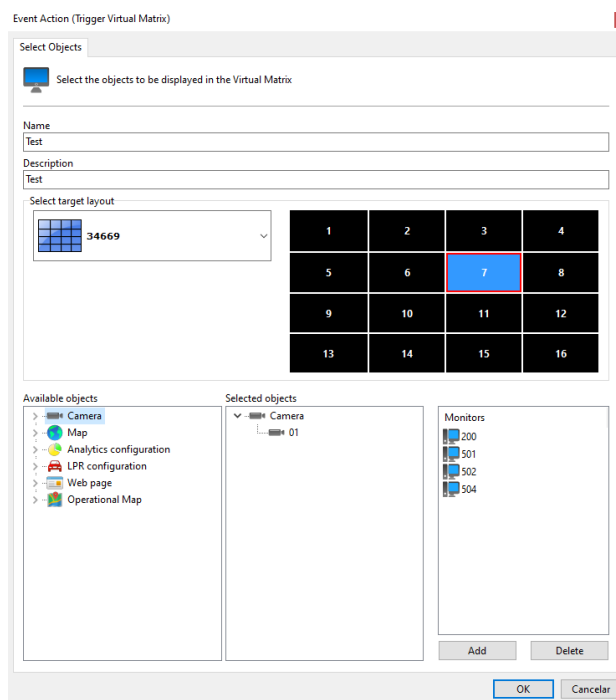 Event Action (Trigger Virtual Matrix)
Select Objects
Select the objects to be displayed in the Virtual Matrix
Name
Test
Description
Test
Select target layout
34669
1 2 3 4
5 6 7 8
9 10 11 12
13 14 15 16
Available objects
Camera
Map
Analytics configuration
LPR configuration
Web page
Operational Map
Selected objects
Camera
01
Monitors
200
501
502
504
Add Delete
OK Cancelar